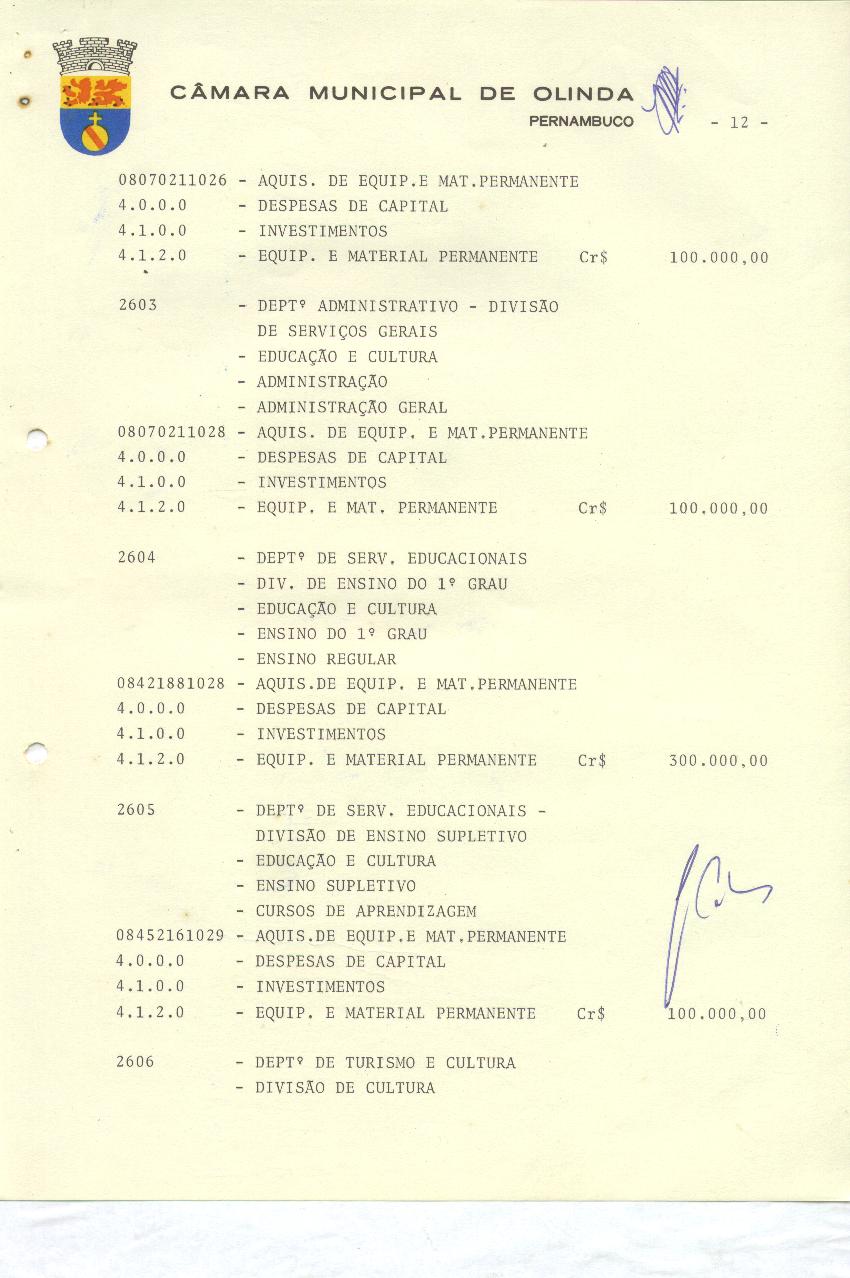 CÂMARA MUNICIPAL DE OLINDA
PERNAMBUCO - 12 -
08070211026 - AQUIS. DE EQUIP.E MAT.PERMANENTE
4.0.0.0 - DESPESAS DE CAPITAL
4.1.0.0 - INVESTIMENTOS
4.1.2.0 - EQUIP. E MATERIAL PERMANENTE Cr$ 100.000,00
2603 - DEPTº ADMINISTRATIVO - DIVISÃO
DE SERVIÇOS GERAIS
- EDUCAÇÃO E CULTURA
- ADMINISTRAÇÃO
- ADMINISTRAÇÃO GERAL
08070211028 - AQUIS. DE EQUIP. E MAT.PERMANENTE
4.0.0.0 - DESPESAS DE CAPITAL
4.1.0.0 - INVESTIMENTOS
4.1.2.0 - EQUIP. E MAT. PERMANENTE Cr$ 100.000,00
2604 - DEPTº DE SERV. EDUCACIONAIS
- DIV. DE ENSINO DO 1º GRAU
- EDUCAÇÃO E CULTURA
- ENSINO DO 1º GRAU
- ENSINO REGULAR
08421881028 - AQUIS.DE EQUIP. E MAT.PERMANENTE
4.0.0.0 - DESPESAS DE CAPITAL
4.1.0.0 - INVESTIMENTOS
4.1.2.0 - EQUIP. E MATERIAL PERMANENTE Cr$ 300.000,00
2605 - DEPTº DE SERV. EDUCACIONAIS -
DIVISÃO DE ENSINO SUPLETIVO
- EDUCAÇÃO E CULTURA
- ENSINO SUPLETIVO
- CURSOS DE APRENDIZAGEM
08452161029 - AQUIS.DE EQUIP.E MAT.PERMANENTE
4.0.0.0 - DESPESAS DE CAPITAL
4.1.0.0 - INVESTIMENTOS
4.1.2.0 - EQUIP. E MATERIAL PERMANENTE Cr$ 100.000,00
2606 - DEPTº DE TURISMO E CULTURA
- DIVISÃO DE CULTURA